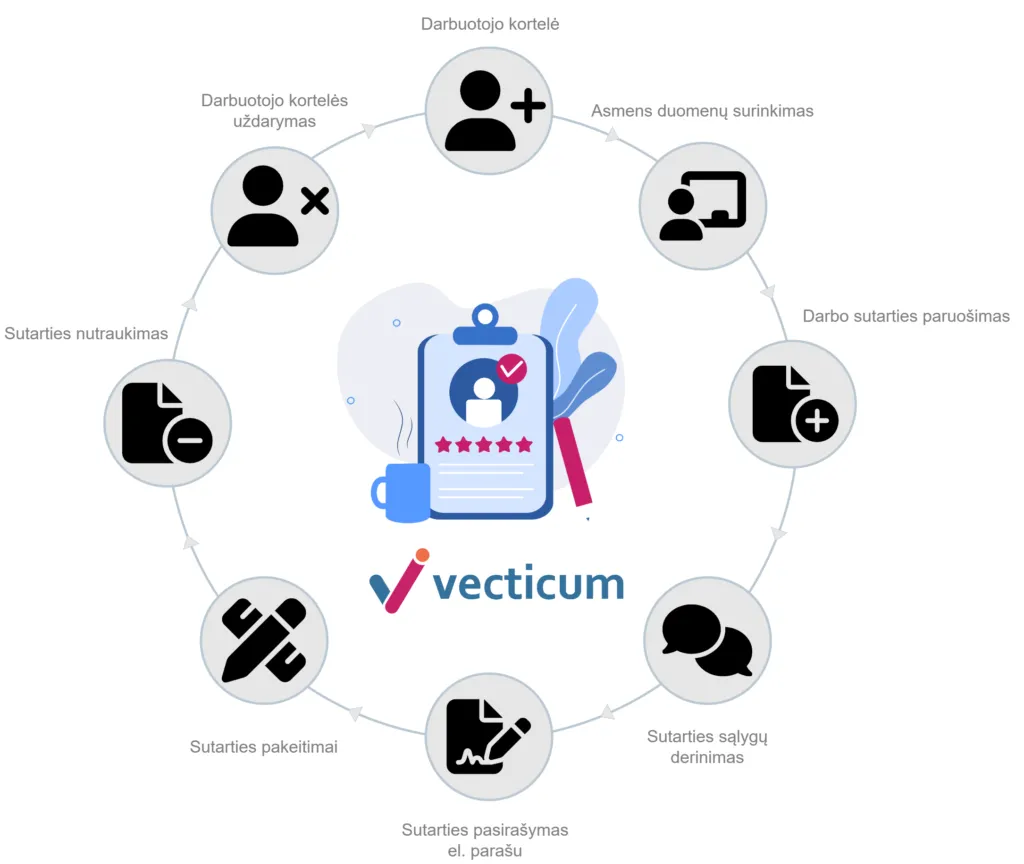 Darbuotojo kortelė
Asmens duomenų surinkimas
Darbo sutarties paruošimas
Sutarties sąlygų
derinimas
Sutarties pasirašymas
el. parašu
Sutarties pakeitimai
Sutarties nutraukimas
Darbuotojo kortelės
uždarymas
vecticum